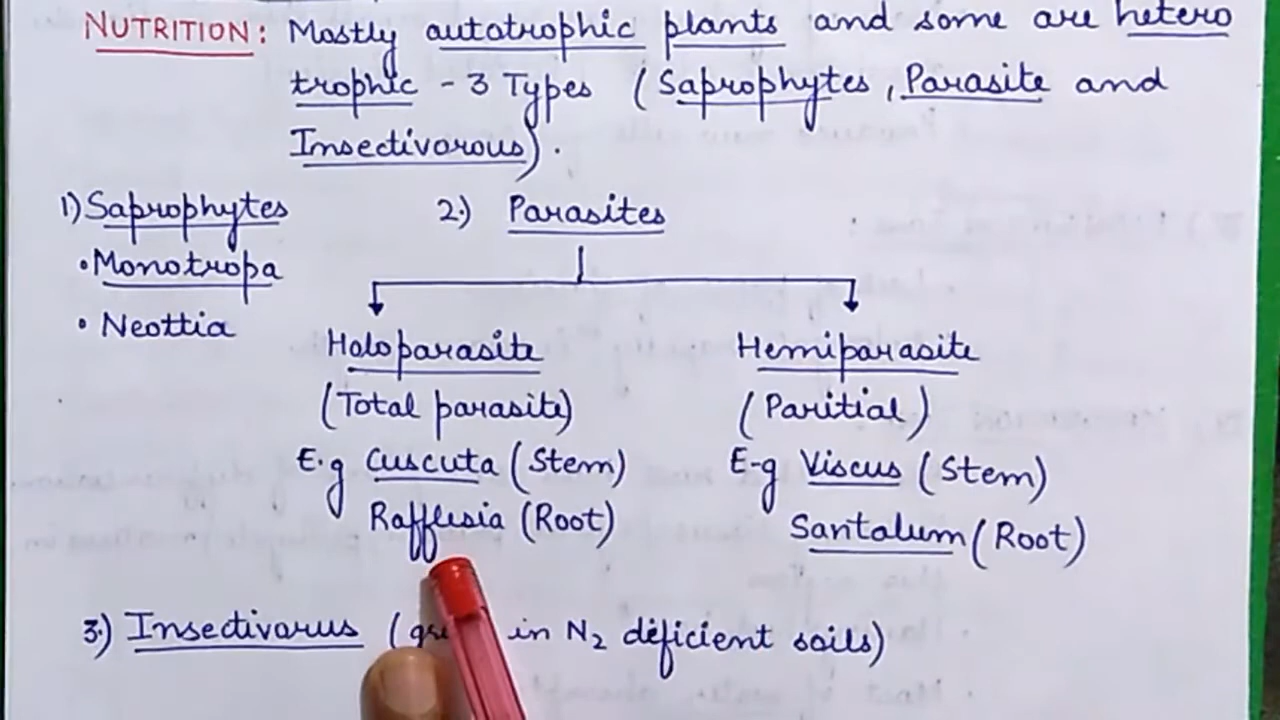 NUTRITION: Mostly autotrophic plants and some are hetero
trophic - 3 Types (Saprophytes, Parasite and
Insectivorous).
1) Saprophytes
• Monotropa
• Neottia
2.) Parasites
Holoparasite
(Total parasite)
E.g Cuscuta (Stem)
Rafflesia (Root)
Hemiparasite
(Paritial)
E-g Viscus (Stem)
Santalum (Root)
3.) Insectivorus ( in N2 deficient soils)